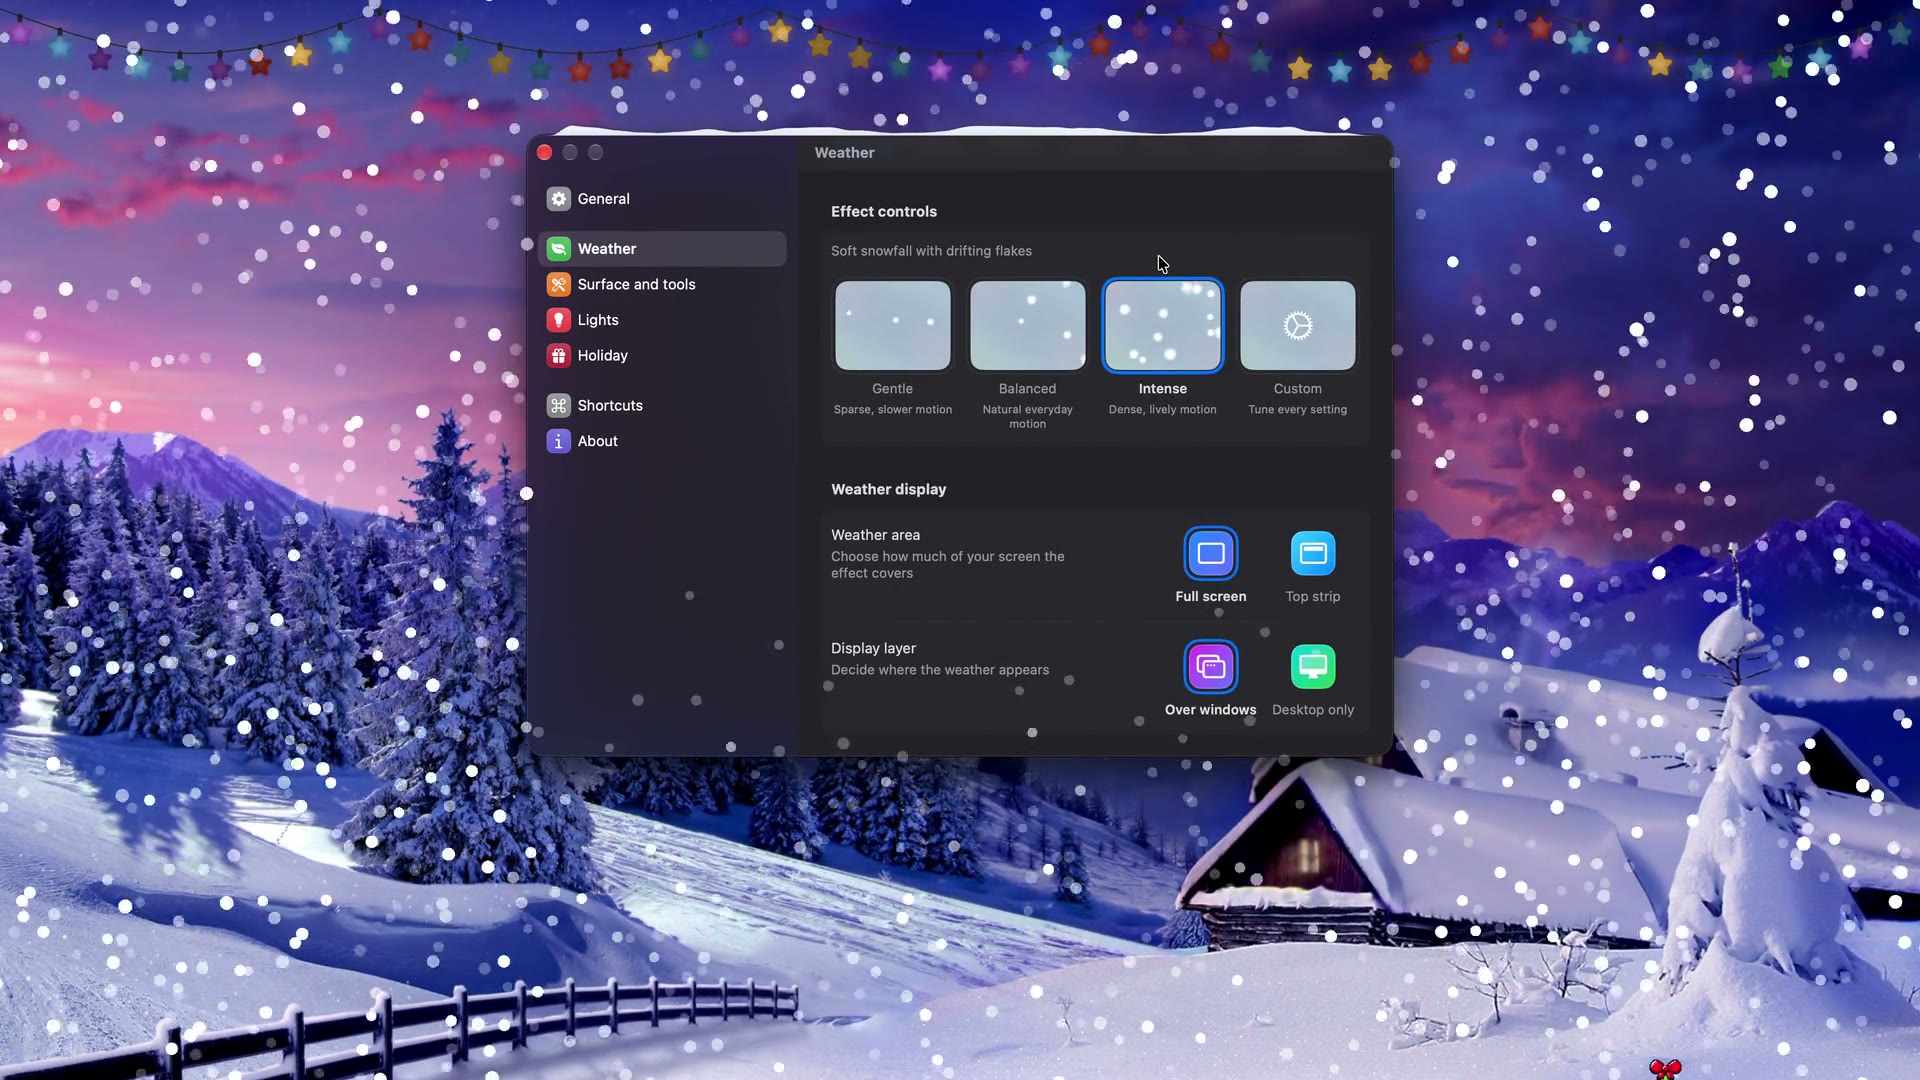 Weather
General
Weather
Surface and tools
Lights
Holiday
Shortcuts
About
Effect controls
Soft snowfall with drifting flakes
Gentle
Sparse, slower motion
Balanced
Natural everyday
motion
Intense
Dense, lively motion
Custom
Tune every setting
Weather display
Weather area
Choose how much of your screen the
effect covers
Full screen
Top strip
Display layer
Decide where the weather appears
Over windows
Desktop only